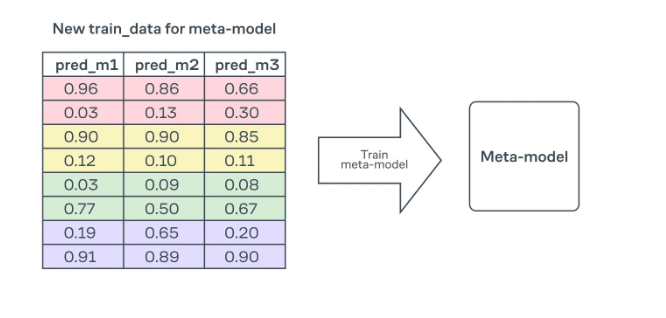 New train_data for meta-model
pred_m1 pred_m2 pred_m3
0.96 0.86 0.66
0.03 0.13 0.30
0.90 0.90 0.85
0.12 0.10 0.11
0.03 0.09 0.08
0.77 0.50 0.67
0.19 0.65 0.20
0.91 0.89 0.90
Train
meta-model
Meta-model